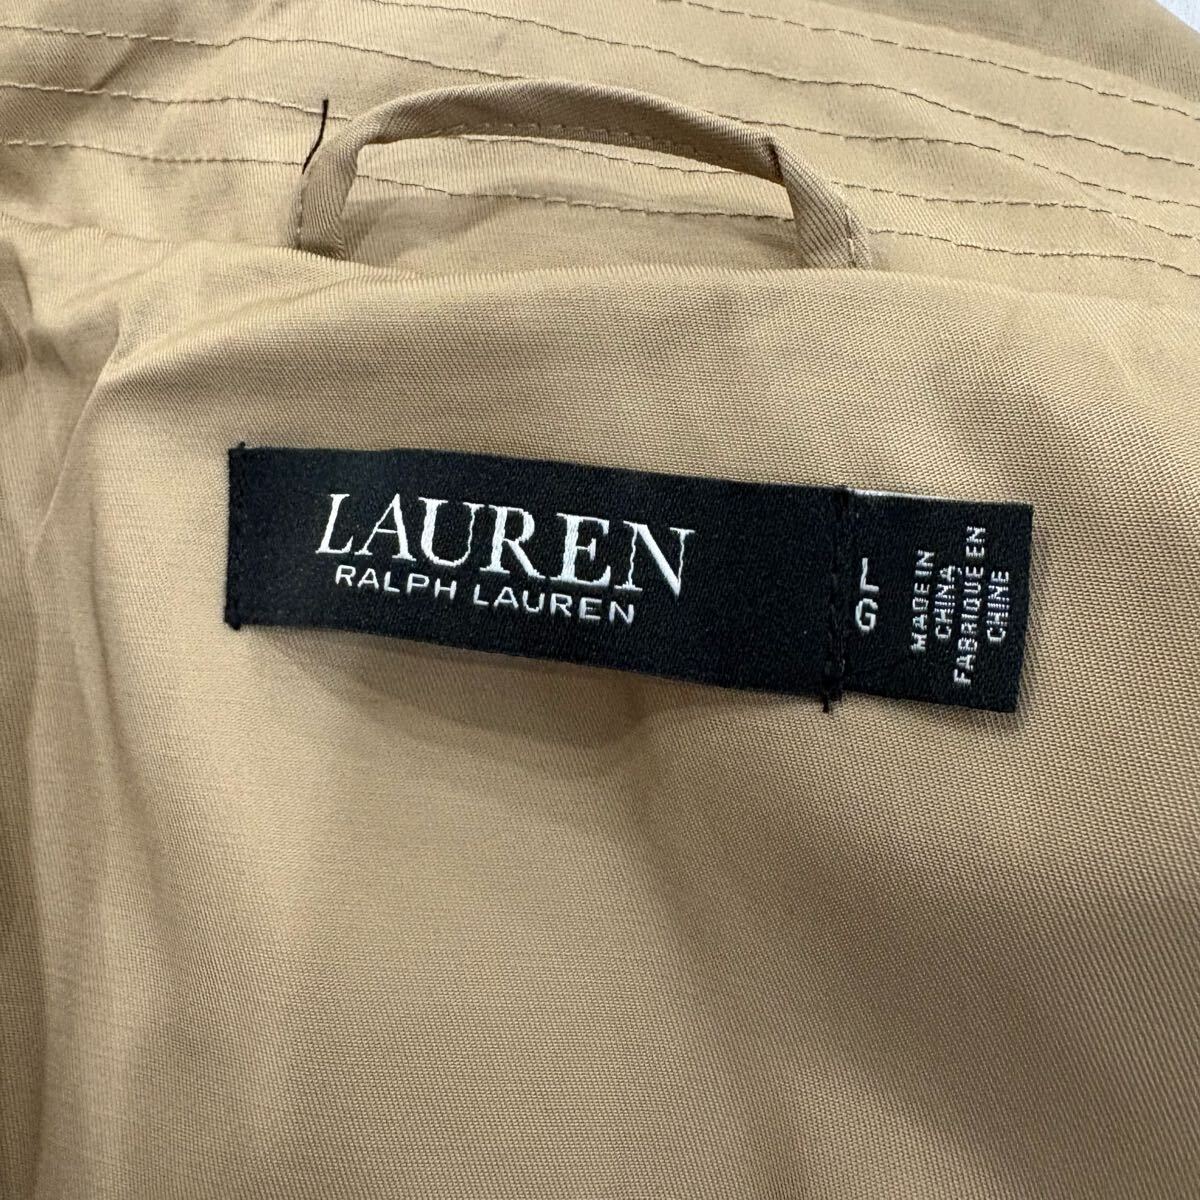 LAUREN
RALPH LAUREN
L
G
MADE IN
CHINA
FABRIQUE EN
CHINE